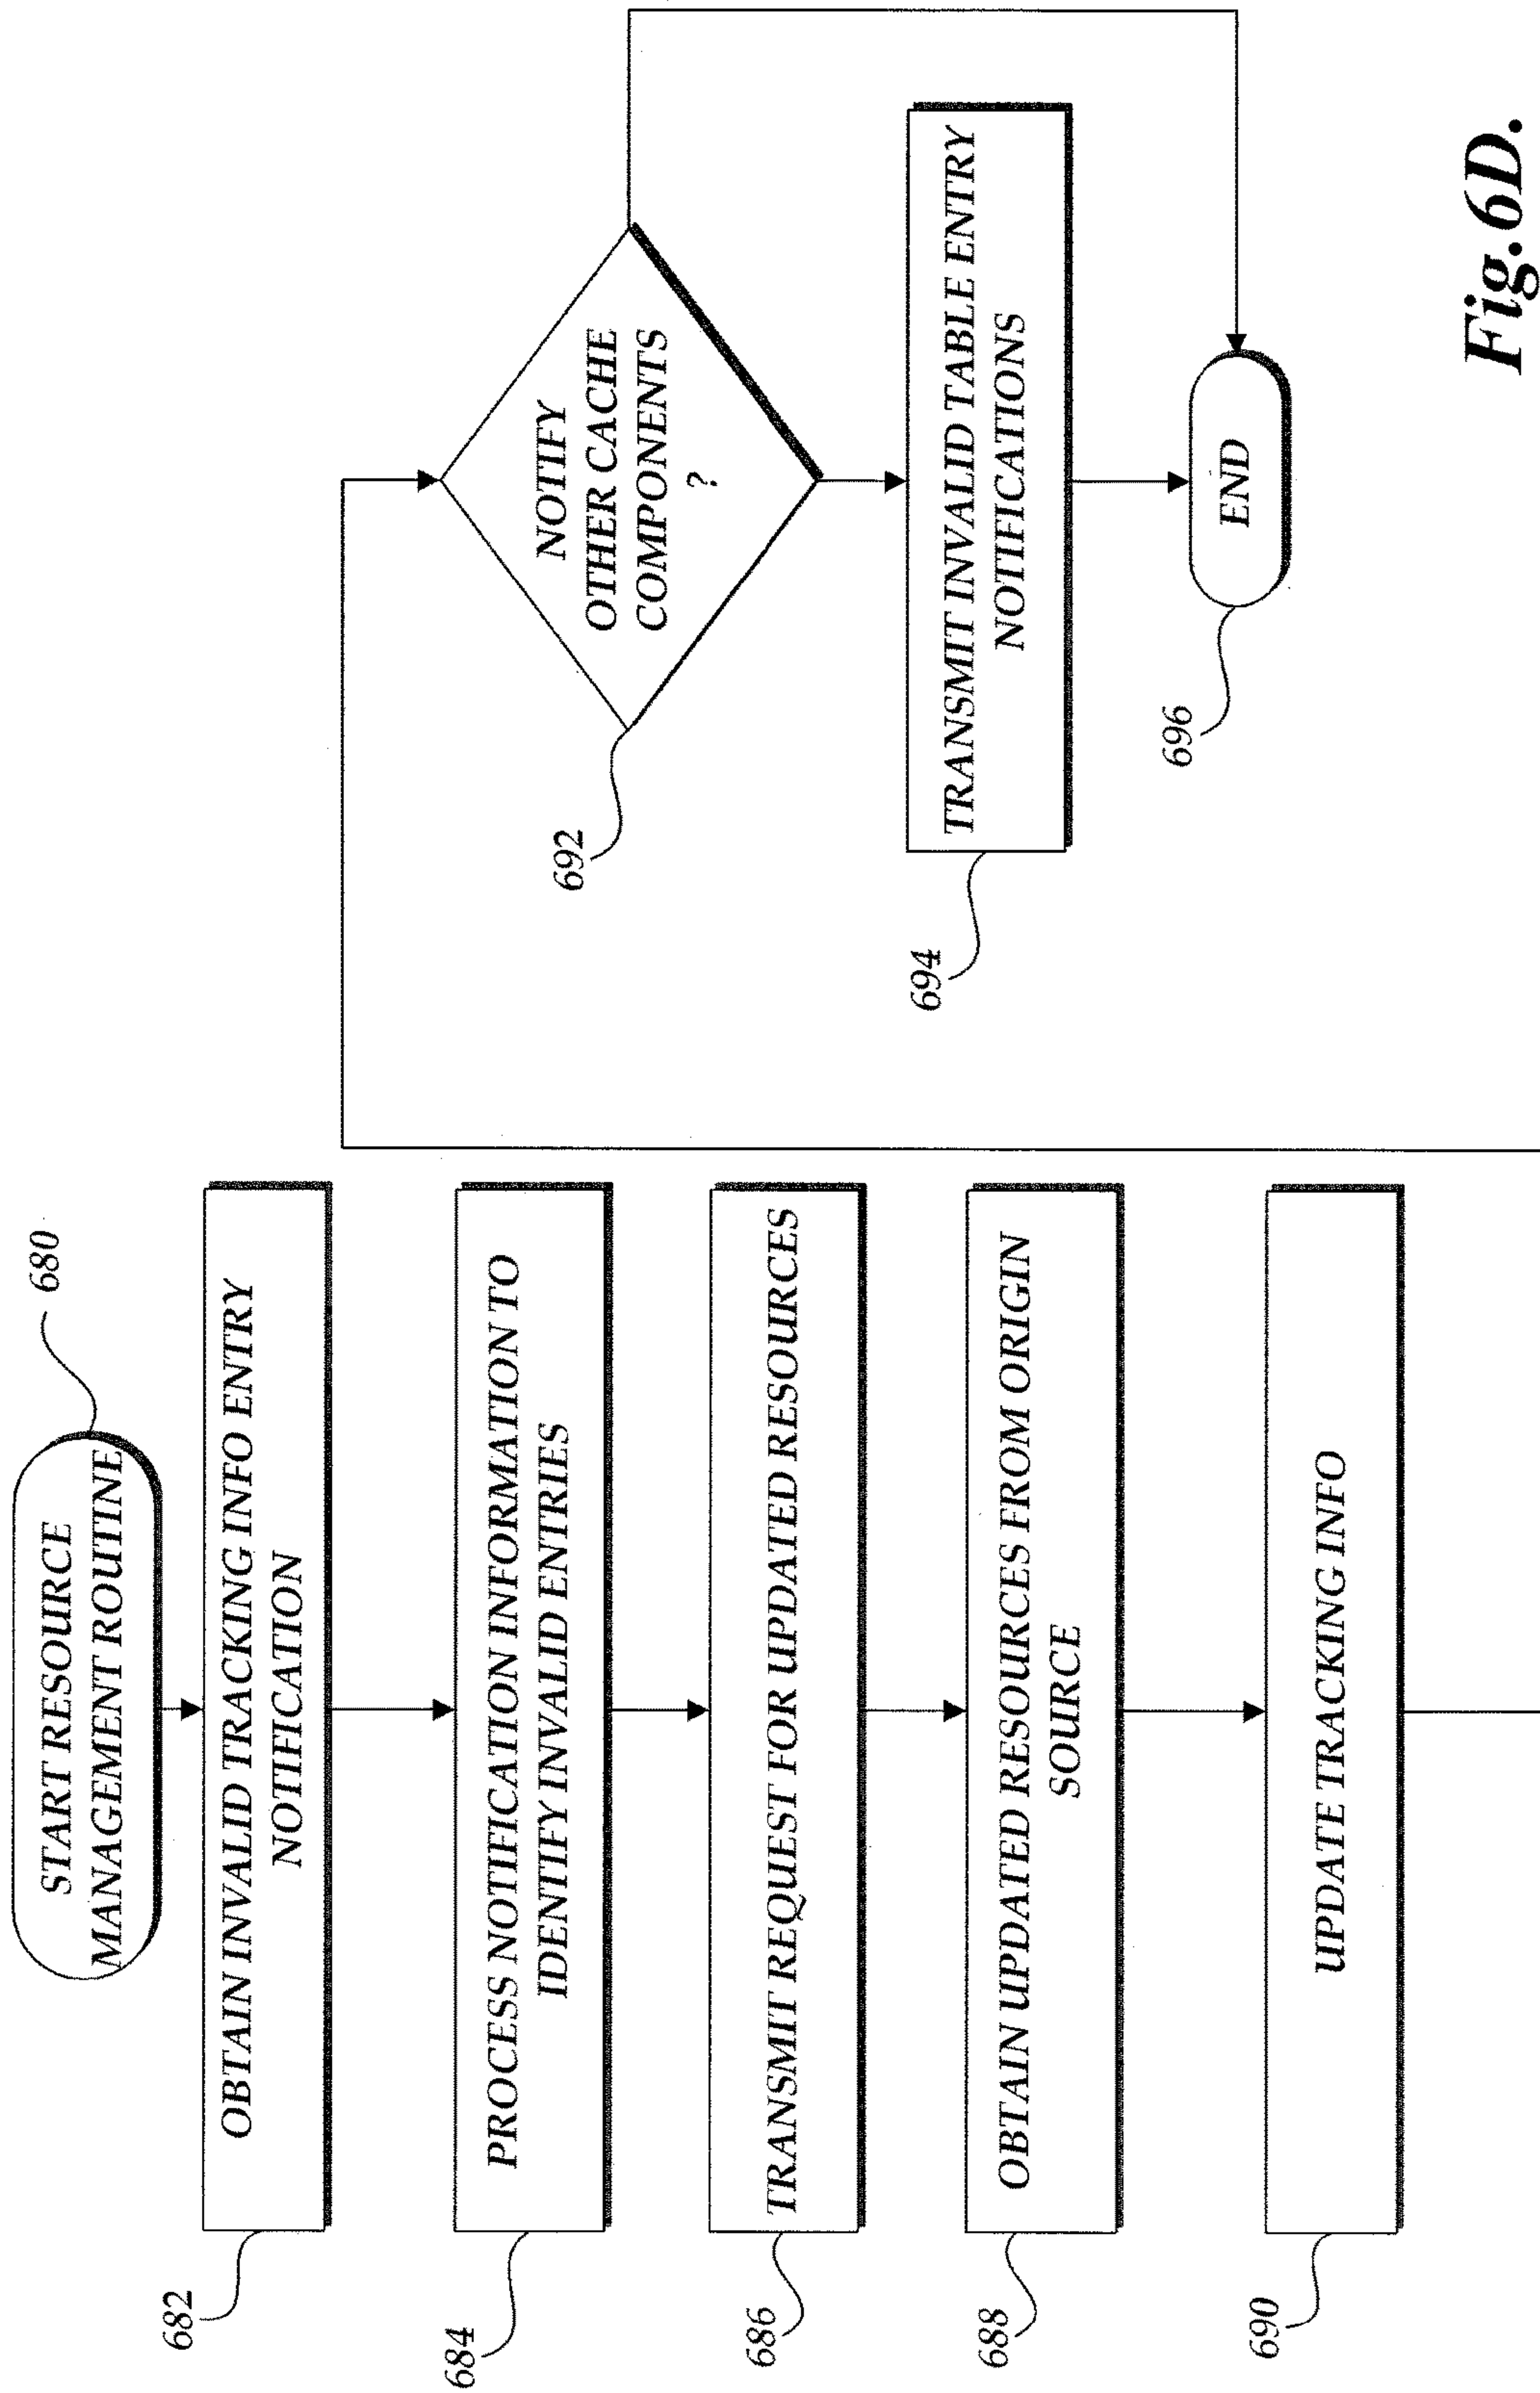 START RESOURCE
MANAGEMENT ROUTINE
680
OBTAIN INVALID TRACKING INFO ENTRY
NOTIFICATION
682
PROCESS NOTIFICATION INFORMATION TO
IDENTIFY INVALID ENTRIES
684
TRANSMIT REQUEST FOR UPDATED RESOURCES
686
OBTAIN UPDATED RESOURCES FROM ORIGIN
SOURCE
688
UPDATE TRACKING INFO
690
NOTIFY
OTHER CACHE
COMPONENTS
?
692
TRANSMIT INVALID TABLE ENTRY
NOTIFICATIONS
694
END
696
Fig.6D.